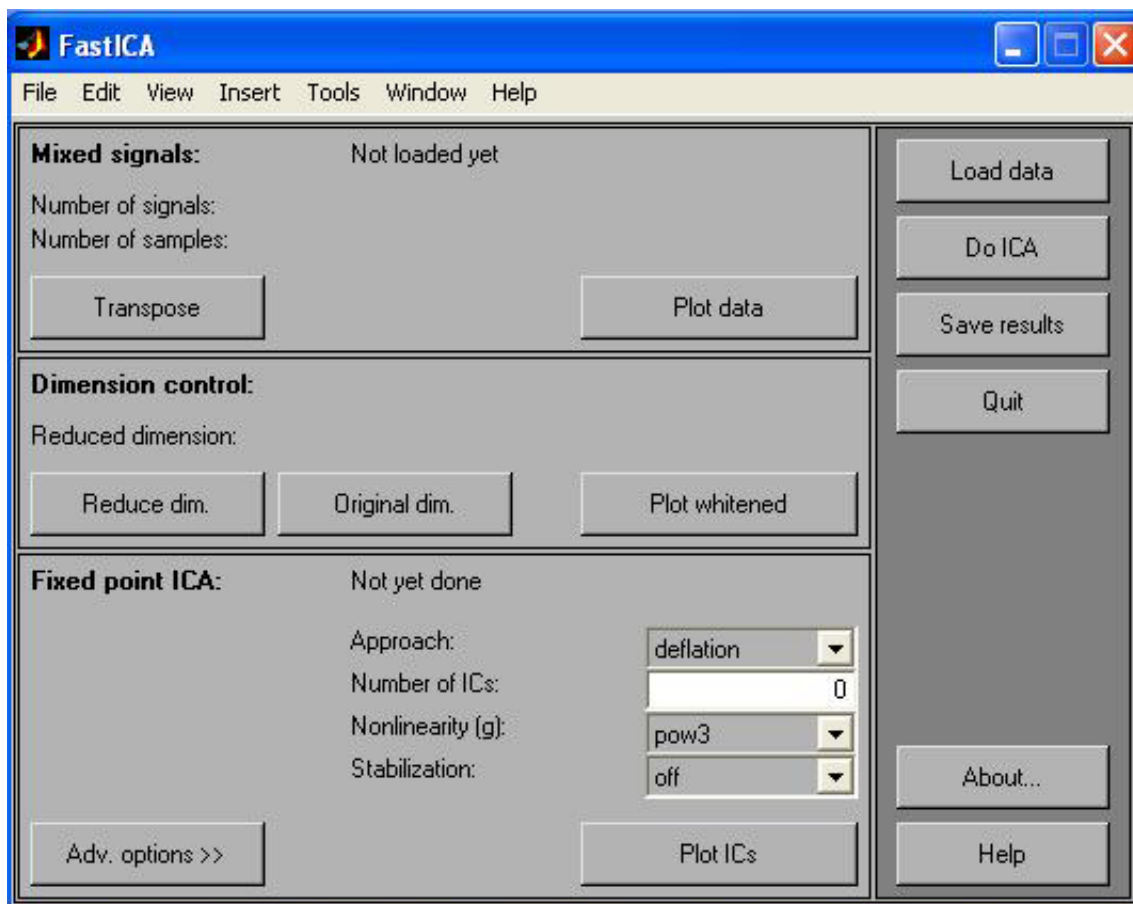 FastICA
File Edit View Insert Tools Window Help
Mixed signals: Not loaded yet
Number of signals:
Number of samples:
Transpose Plot data
Dimension control:
Reduced dimension:
Reduce dim. Original dim. Plot whitened
Fixed point ICA: Not yet done
Approach: deflation
Number of ICs: 0
Nonlinearity (g): pow3
Stabilization: off
Adv. options >> Plot ICs
Load data
Do ICA
Save results
Quit
About...
Help